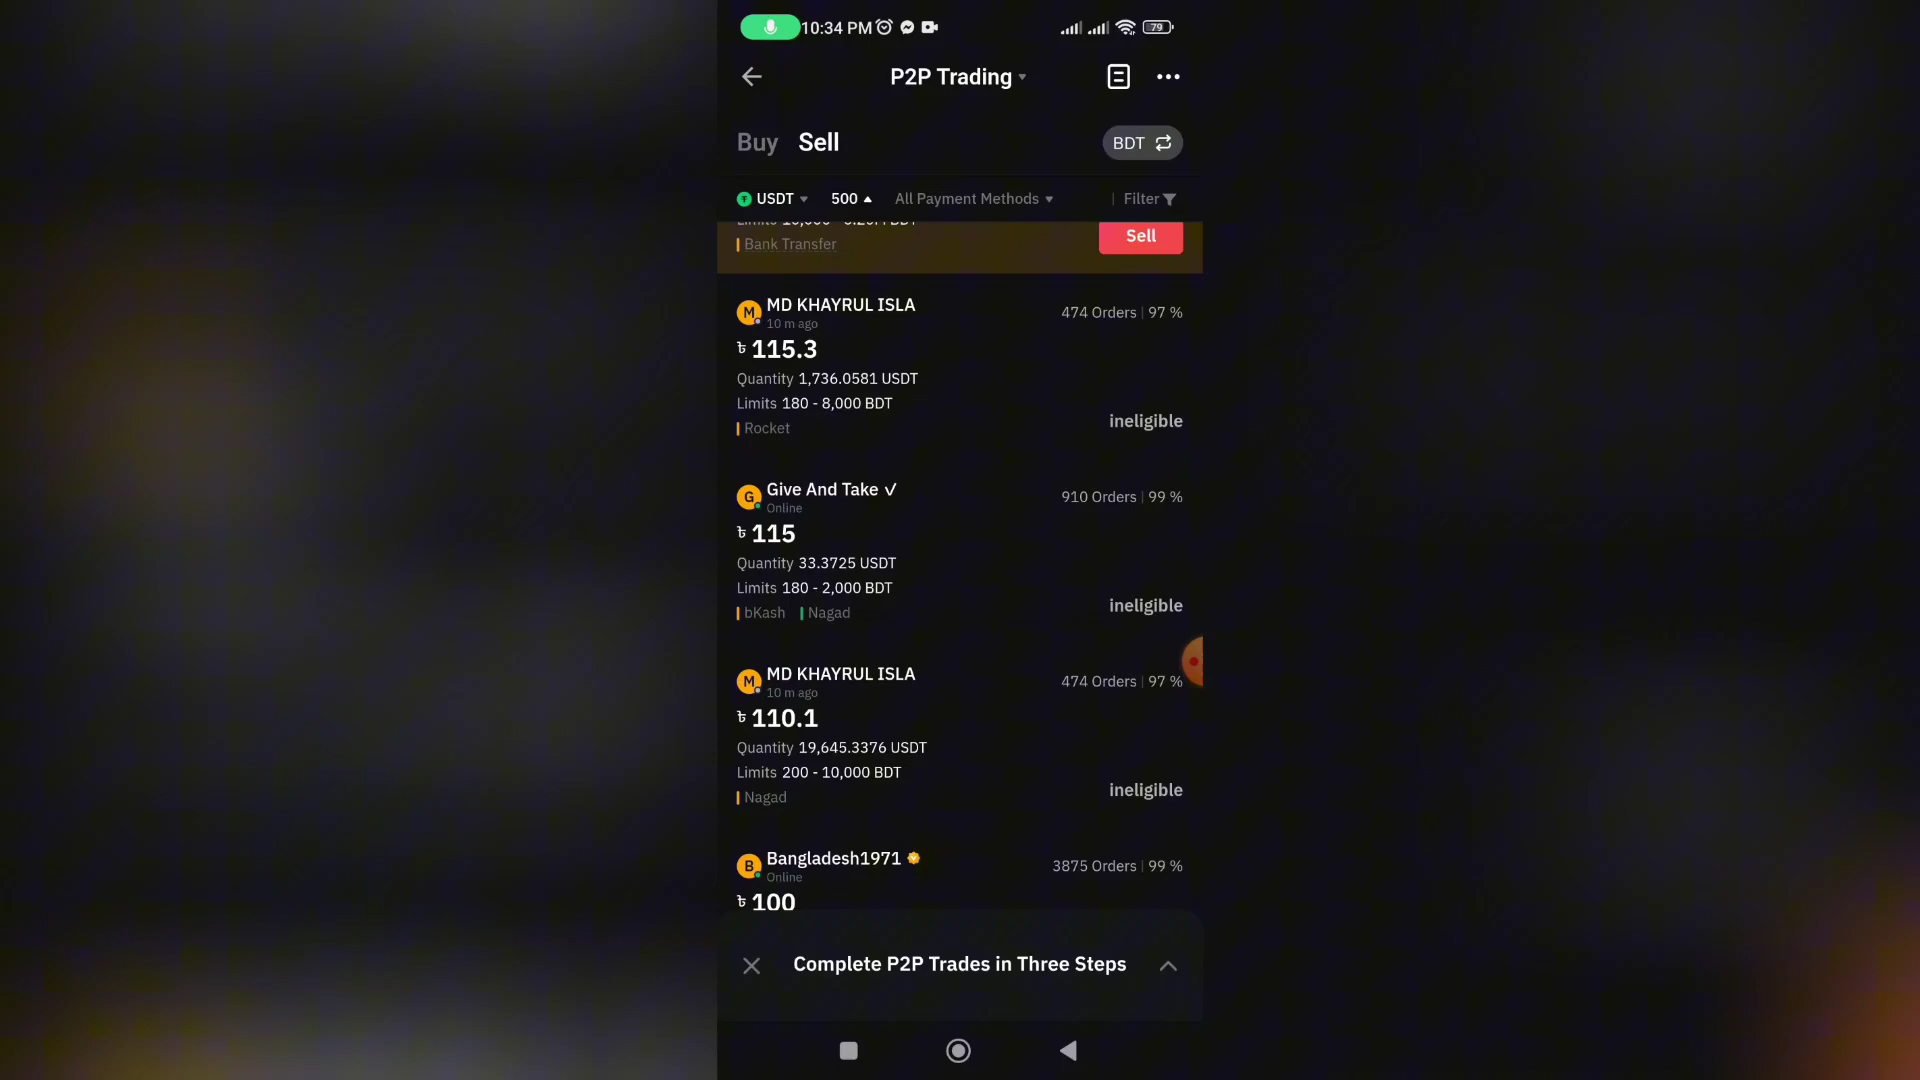 10:34 PM
79
P2P Trading
Buy Sell
BDT
USDT 500 All Payment Methods | Filter
Bank Transfer
Sell
M MD KHAYRUL ISLA 474 Orders | 97 %
10 m ago
৳ 115.3
Quantity 1,736.0581 USDT
Limits 180 - 8,000 BDT
ineligible
Rocket
G Give And Take 910 Orders | 99 %
Online
৳ 115
Quantity 33.3725 USDT
Limits 180 - 2,000 BDT
ineligible
bKash Nagad
M MD KHAYRUL ISLA 474 Orders | 97 %
10 m ago
৳ 110.1
Quantity 19,645.3376 USDT
Limits 200 - 10,000 BDT
ineligible
Nagad
B Bangladesh1971 3875 Orders | 99 %
Online
৳ 100
Complete P2P Trades in Three Steps